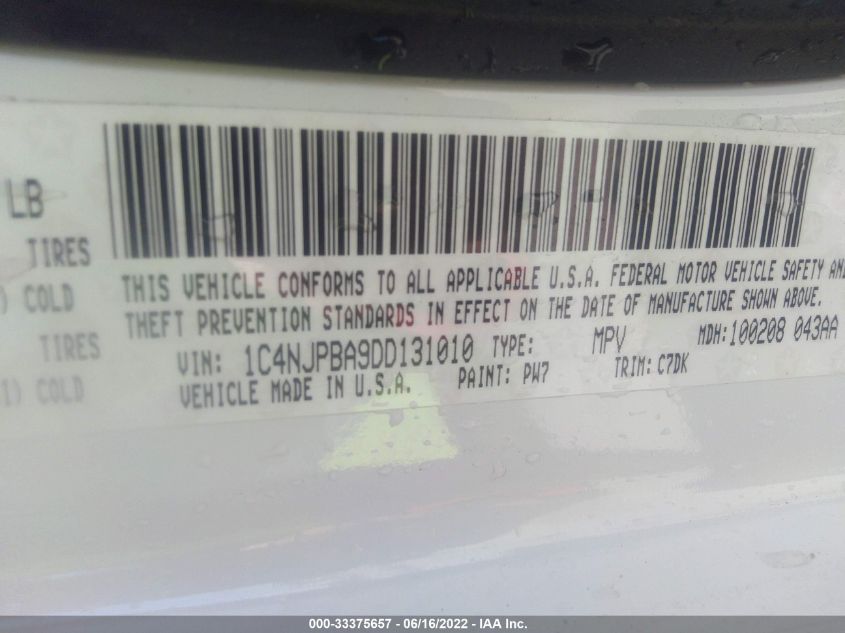 LB
TIRES
) COLD
TIRES
1) COLD
THIS VEHICLE CONFORMS TO ALL APPLICABLE U.S.A. FEDERAL MOTOR VEHICLE SAFETY AND
THEFT PREVENTION STANDARDS IN EFFECT ON THE DATE OF MANUFACTURE SHOWN ABOVE.
VIN: 1C4NJPBA9DD131010 TYPE: MPV MDH:100208 043AA
VEHICLE MADE IN U.S.A. PAINT: PW7 TRIM: C7DK
000-33375657 - 06/16/2022 - IAA Inc.